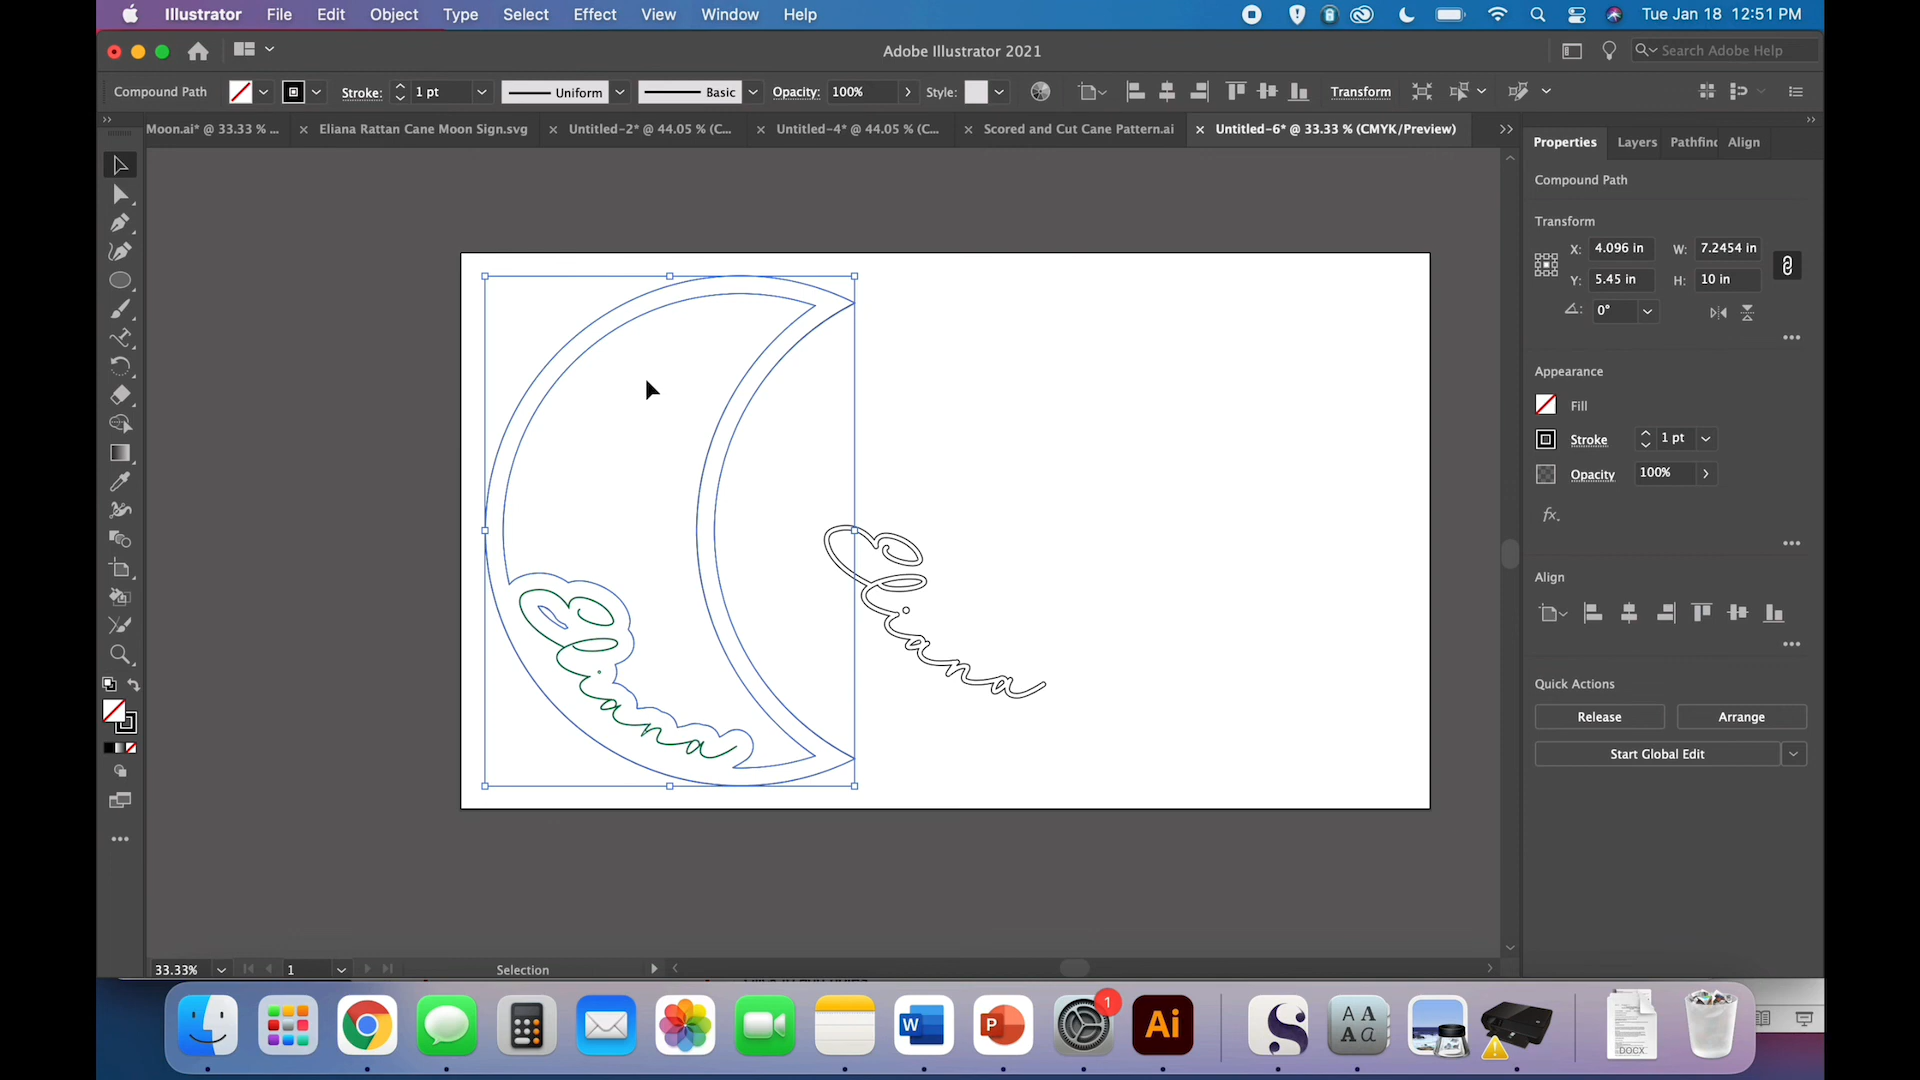 Illustrator File Edit Object Type Select Effect View Window Help Tue Jan 18 12:51 PM
Adobe Illustrator 2021 Search Adobe Help
Compound Path Stroke: 1 pt Uniform Basic Opacity: 100% Style: Transform
Moon.ai* @ 33.33 % ... Eliana Rattan Cane Moon Sign.svg Untitled-2* @ 44.05 % (C... Untitled-4* @ 44.05 % (C... Scored and Cut Cane Pattern.ai Untitled-6* @ 33.33 % (CMYK/Preview)
Properties Layers Pathfinc Align
Compound Path
Transform
X: 4.096 in W: 7.2454 in
Y: 5.45 in H: 10 in
0°
Appearance
Fill
Stroke 1 pt
Opacity 100%
fx.
Align
Quick Actions
Release Arrange
Start Global Edit
Eliana
Eliana
33.33% 1 Selection
1
W P Ai A A A a DOCX